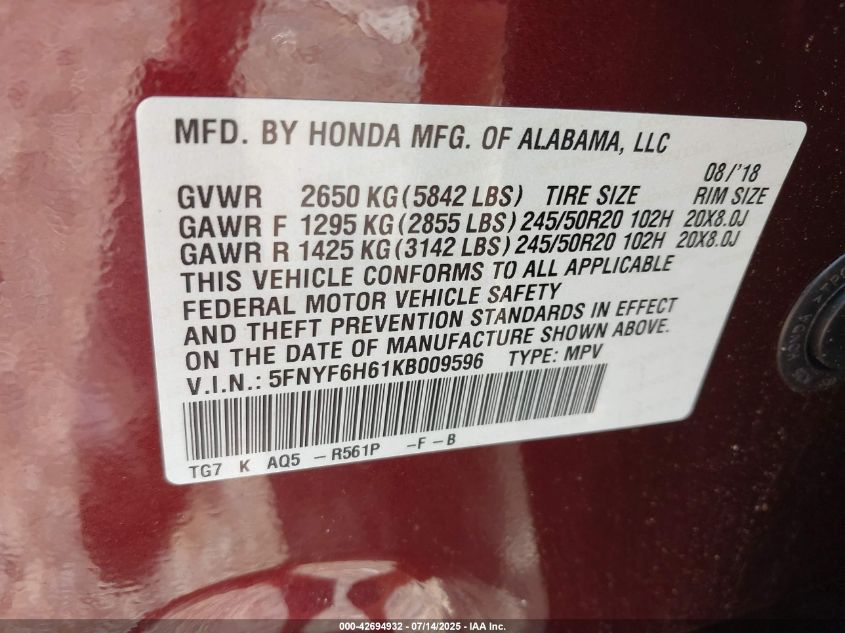 MFD. BY HONDA MFG. OF ALABAMA, LLC
08/'18
GVWR 2650 KG (5842 LBS) TIRE SIZE RIM SIZE
GAWR F 1295 KG (2855 LBS) 245/50R20 102H 20X8.0J
GAWR R 1425 KG (3142 LBS) 245/50R20 102H 20X8.0J
THIS VEHICLE CONFORMS TO ALL APPLICABLE
FEDERAL MOTOR VEHICLE SAFETY
AND THEFT PREVENTION STANDARDS IN EFFECT
ON THE DATE OF MANUFACTURE SHOWN ABOVE.
V.I.N.: 5FNYF6H61KB009596 TYPE: MPV
TG7 K AQ5 - R561P - F - B
HONDA
000-42694932 - 07/14/2025 - IAA Inc.